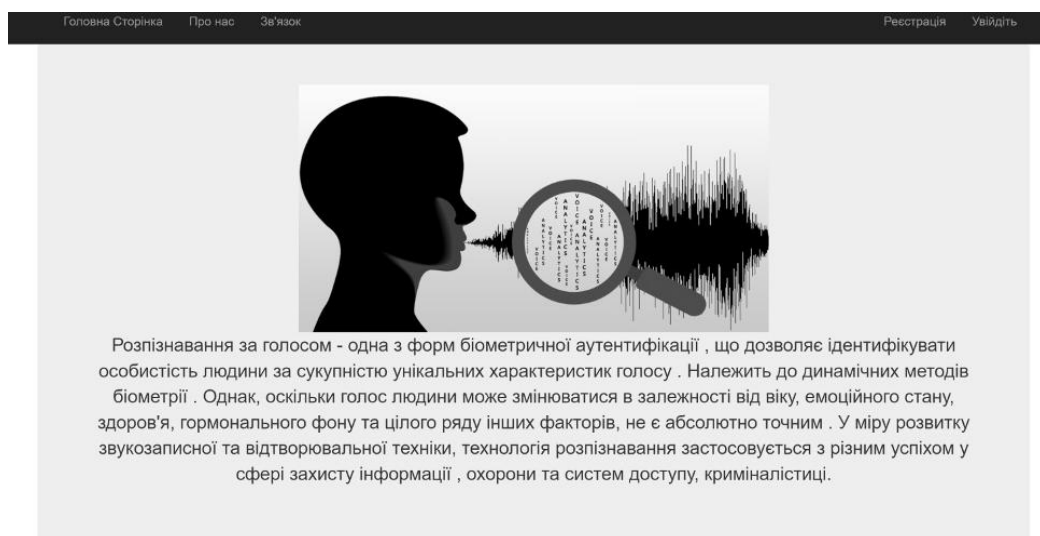 Головна Сторінка Про нас Зв'язок Реєстрація Увійдіть
VOICE ANALYTICS
Розпізнавання за голосом - одна з форм біометричної аутентифікації , що дозволяє ідентифікувати
особистість людини за сукупністю унікальних характеристик голосу . Належить до динамічних методів
біометрії . Однак, оскільки голос людини може змінюватися в залежності від віку, емоційного стану,
здоров'я, гормонального фону та цілого ряду інших факторів, не є абсолютно точним . У міру розвитку
звукозаписної та відтворювальної техніки, технологія розпізнавання застосовується з різним успіхом у
сфері захисту інформації , охорони та систем доступу, криміналістиці.